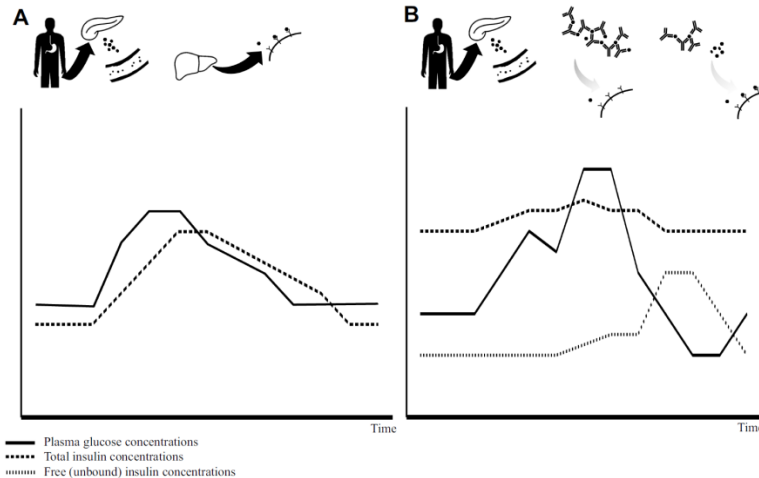 A
B
Time
Time
Plasma glucose concentrations
Total insulin concentrations
Free (unbound) insulin concentrations